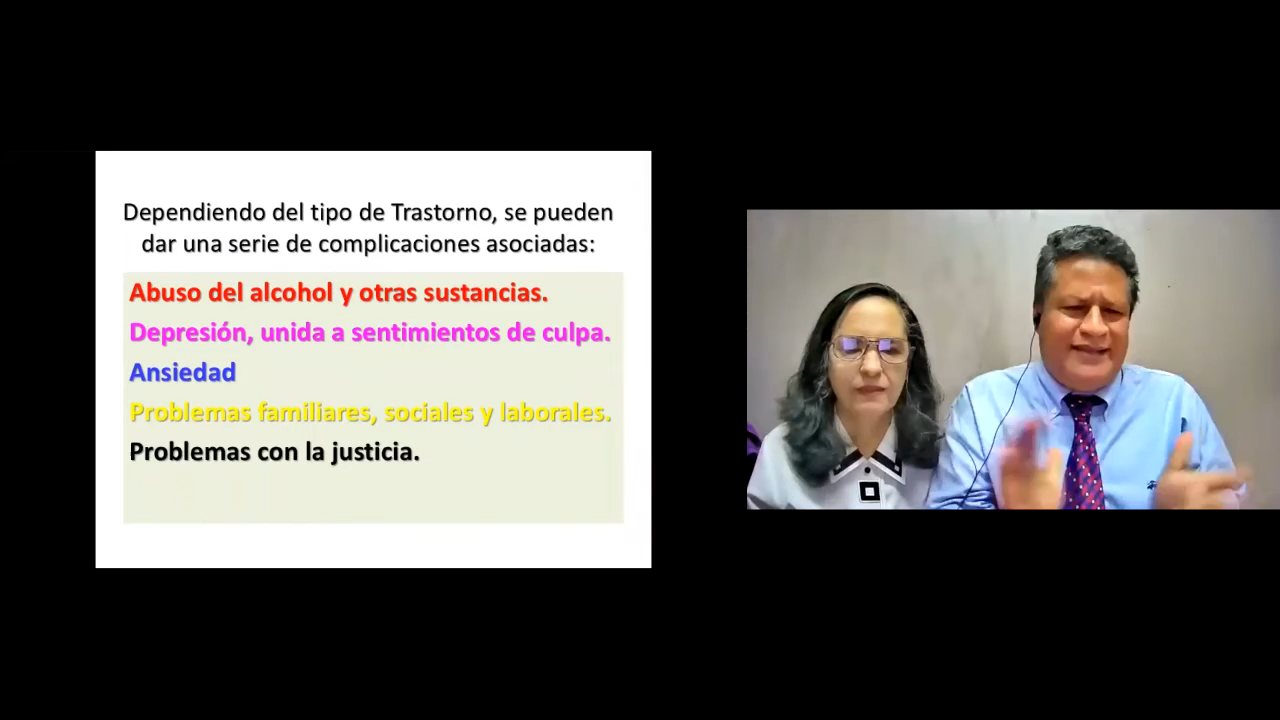 Dependiendo del tipo de Trastorno, se pueden
dar una serie de complicaciones asociadas:
Abuso del alcohol y otras sustancias.
Depresión, unida a sentimientos de culpa.
Ansiedad
Problemas familiares, sociales y laborales.
Problemas con la justicia.